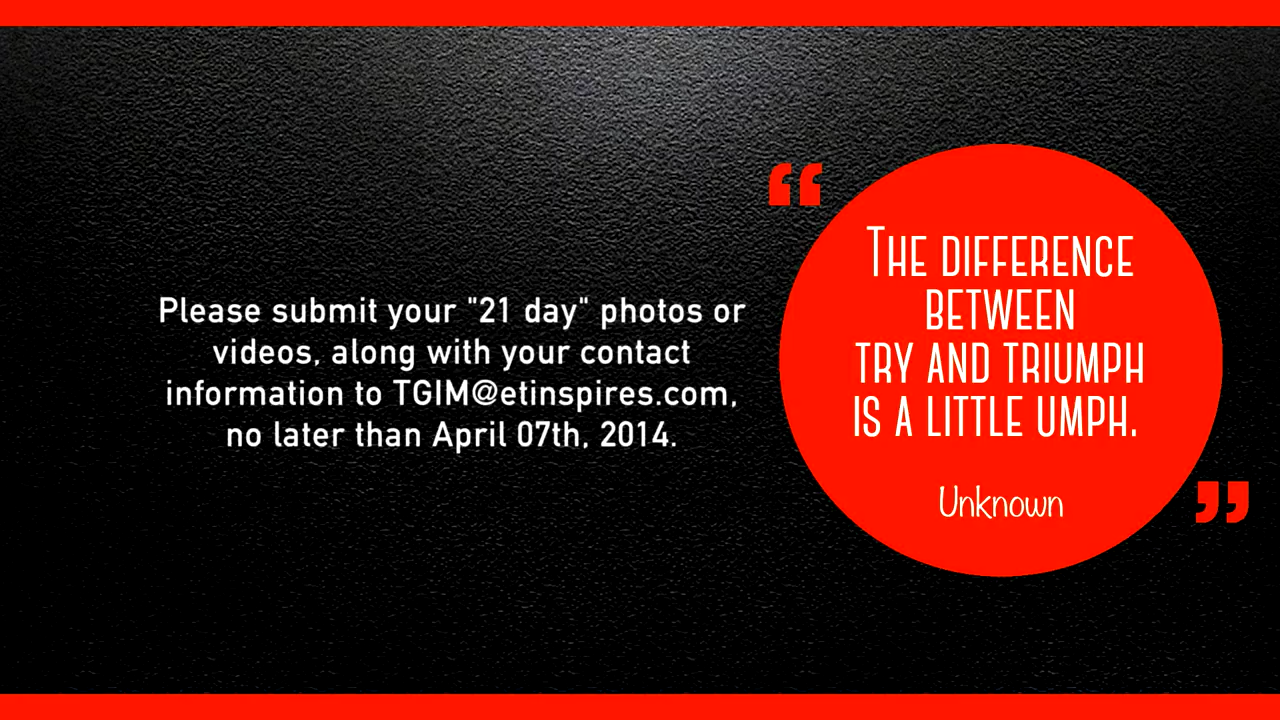 Please submit your "21 day" photos or
videos, along with your contact
information to TGIM@etinspires.com,
no later than April 07th, 2014.
“
THE DIFFERENCE
BETWEEN
TRY AND TRIUMPH
IS A LITTLE UMPH.
Unknown
”